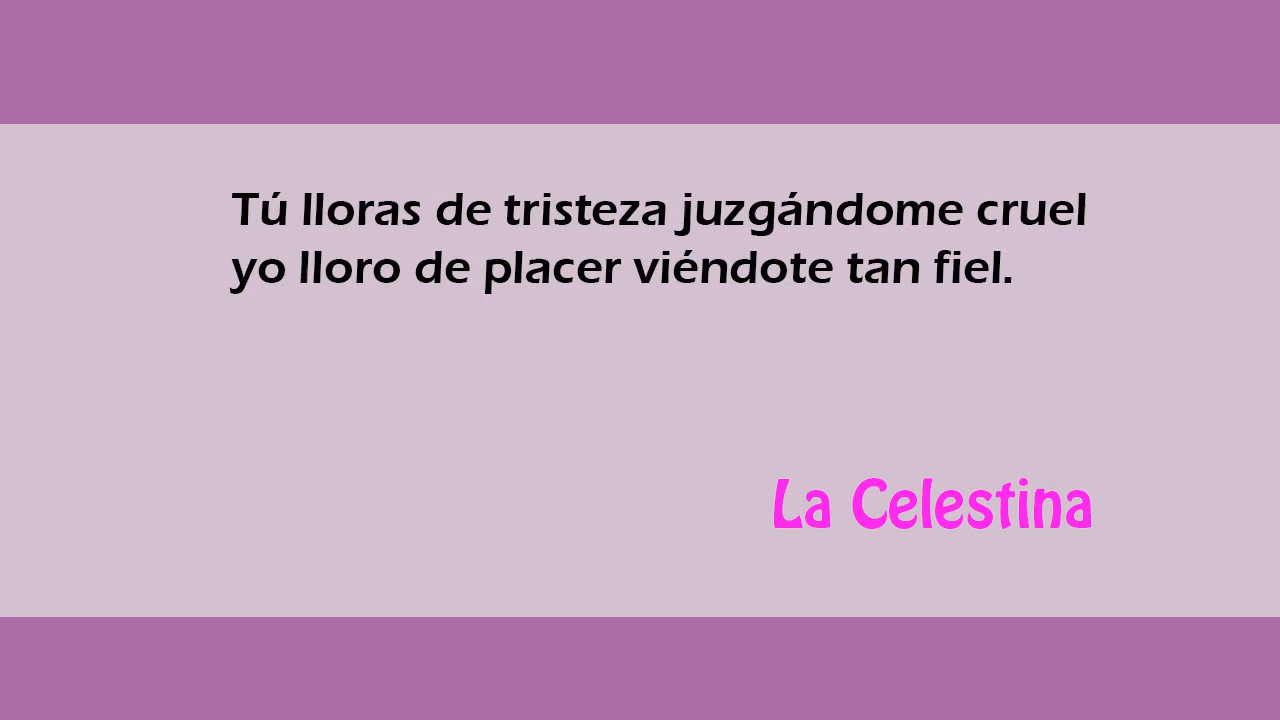 Tú lloras de tristeza juzgándome cruel
yo lloro de placer viéndote tan fiel.
La Celestina